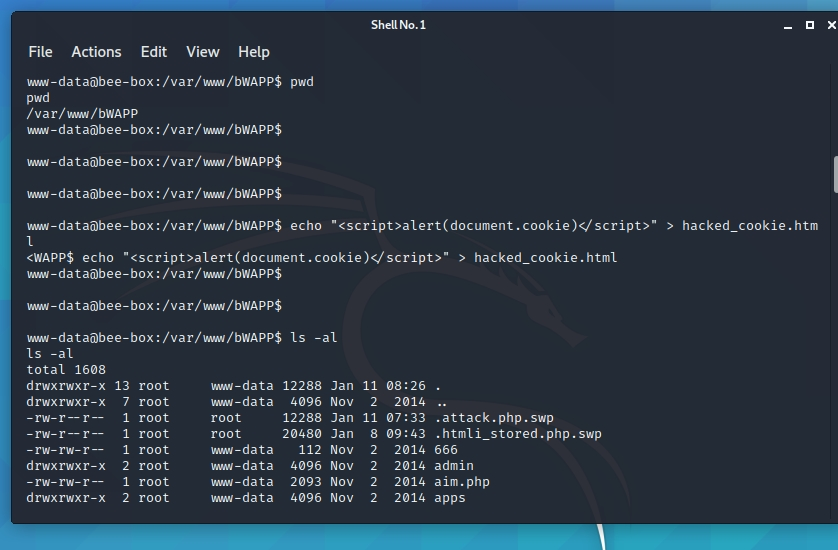 Shell No. 1
File Actions Edit View Help
www-data@bee-box:/var/www/bWAPP$ pwd
pwd
/var/www/bWAPP
www-data@bee-box:/var/www/bWAPP$
www-data@bee-box:/var/www/bWAPP$
www-data@bee-box:/var/www/bWAPP$
www-data@bee-box:/var/www/bWAPP$ echo "<script>alert(document.cookie)</script>" > hacked_cookie.htm
l
<WAPP$ echo "<script>alert(document.cookie)</script>" > hacked_cookie.html
www-data@bee-box:/var/www/bWAPP$
www-data@bee-box:/var/www/bWAPP$
www-data@bee-box:/var/www/bWAPP$ ls -al
ls -al
total 1608
drwxrwxr-x 13 root     www-data 12288 Jan 11 08:26 .
drwxrwxr-x  7 root     www-data  4096 Nov  2  2014 ..
-rw-r--r--  1 root     root     12288 Jan 11 07:33 .attack.php.swp
-rw-r--r--  1 root     root     20480 Jan  8 09:43 .htmli_stored.php.swp
-rw-rw-r--  1 root     www-data   112 Nov  2  2014 666
drwxrwxr-x  2 root     www-data  4096 Nov  2  2014 admin
-rw-rw-r--  1 root     www-data  2093 Nov  2  2014 aim.php
drwxrwxr-x  2 root     www-data  4096 Nov  2  2014 apps